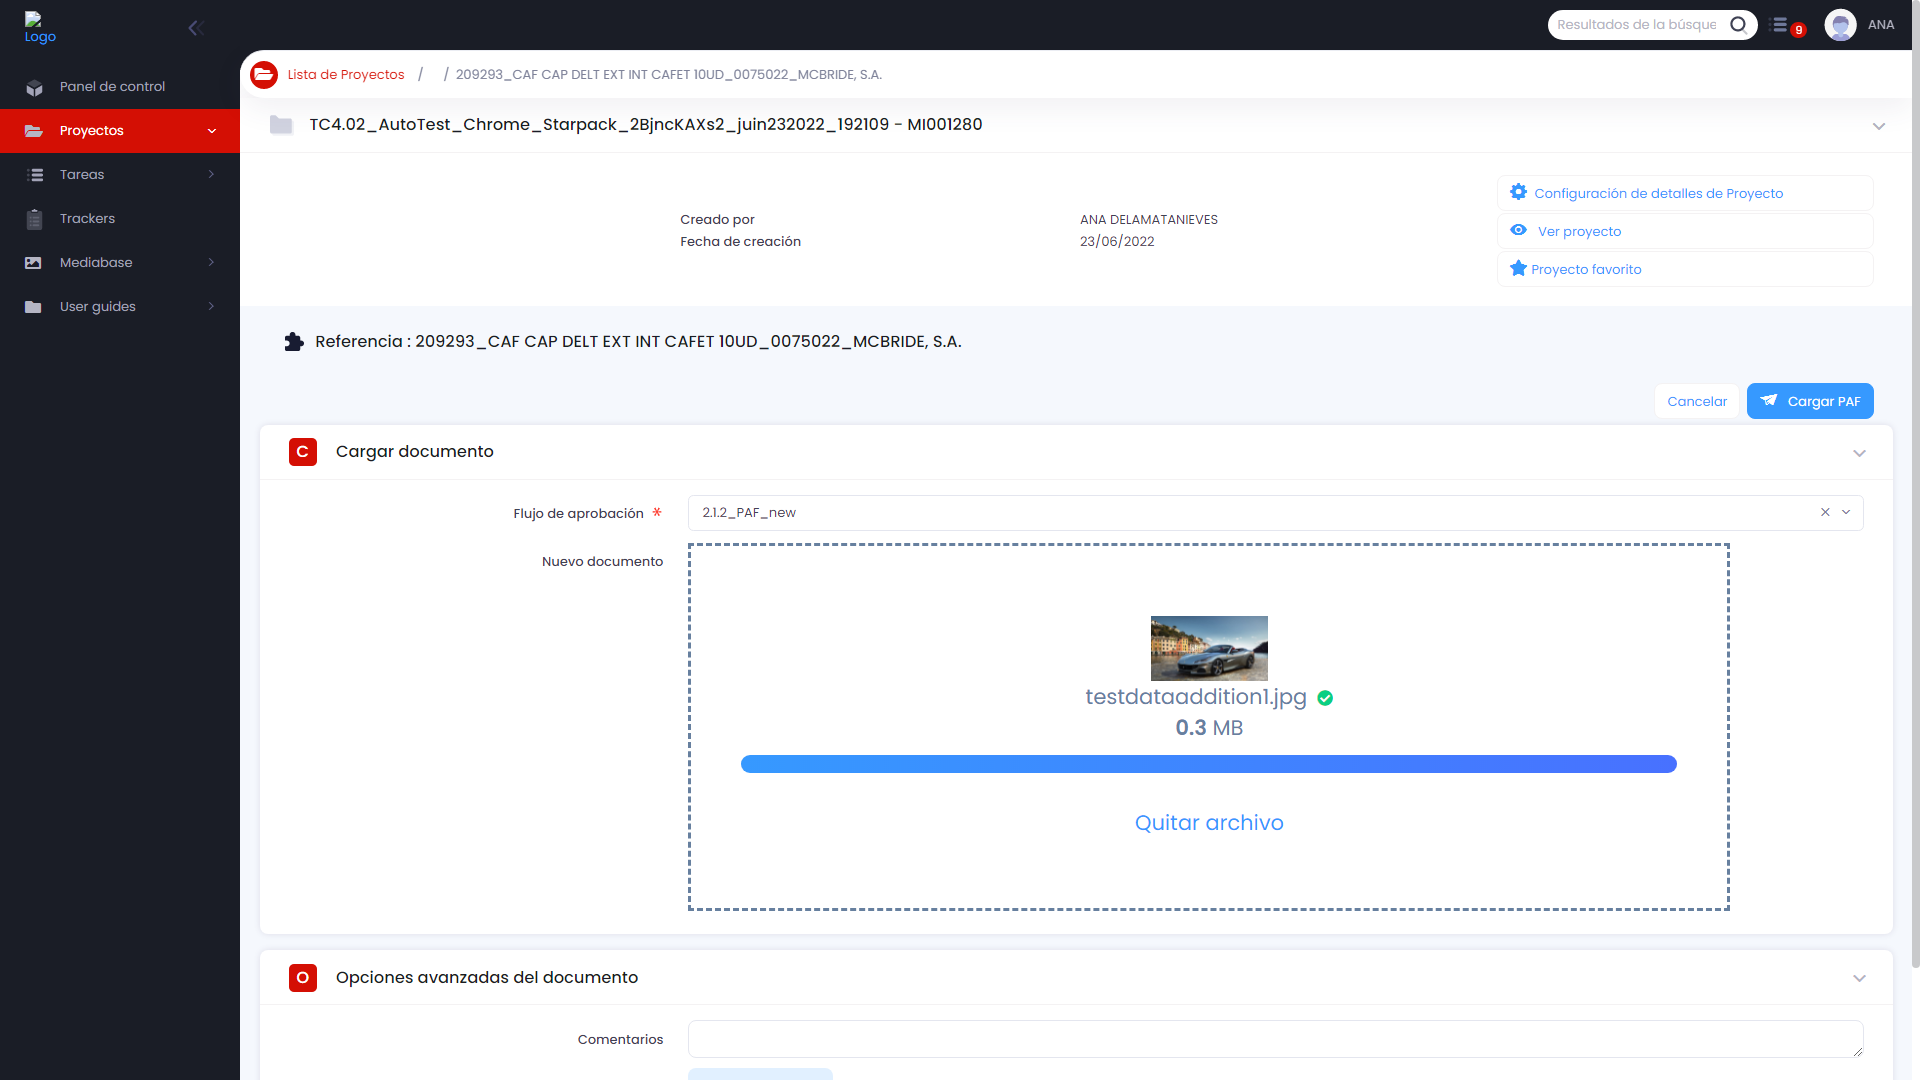 Logo
9
ANA
Panel de control
Proyectos
Tareas
Trackers
Mediabase
User guides
Resultados de la búsque
Lista de Proyectos / / 209293_CAF CAP DELT EXT INT CAFET 10UD_0075022_MCBRIDE, S.A.
TC4.02_AutoTest_Chrome_Starpack_2BjncKAXs2_juin232022_192109 - MI001280
Creado por ANA DELAMATANIEVES
Fecha de creación 23/06/2022
Configuración de detalles de Proyecto
Ver proyecto
Proyecto favorito
Referencia : 209293_CAF CAP DELT EXT INT CAFET 10UD_0075022_MCBRIDE, S.A.
Cancelar
Cargar PAF
C Cargar documento
Flujo de aprobación * 2.1.2_PAF_new
Nuevo documento
testdataaddition1.jpg
0.3 MB
Quitar archivo
O Opciones avanzadas del documento
Comentarios